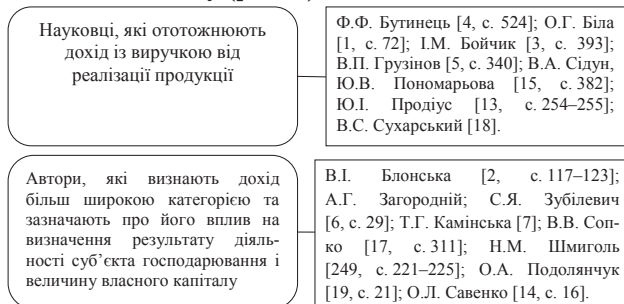 Науковці, які ототожнюють
дохід із виручкою від
реалізації продукції
Ф.Ф. Бутинець [4, с. 524]; О.Г. Біла
[1, с. 72]; І.М. Бойчик [3, с. 393];
В.П. Грузінов [5, с. 340]; В.А. Сідун,
Ю.В. Пономарьова [15, с. 382];
Ю.І. Продіус [13, с. 254–255];
В.С. Сухарський [18].
Автори, які визнають дохід
більш широкою категорією та
зазначають про його вплив на
визначення результату діяль-
ності суб’єкта господарювання і
величину власного капіталу
В.І. Блонська [2, с. 117–123];
А.Г. Загородній; С.Я. Зубілевич
[6, с. 29]; Т.Г. Камінська [7]; В.В. Соп-
ко [17, с. 311]; Н.М. Шмиголь
[249, с. 221–225]; О.А. Подолянчук
[19, с. 21]; О.Л. Савенко [14, с. 16].